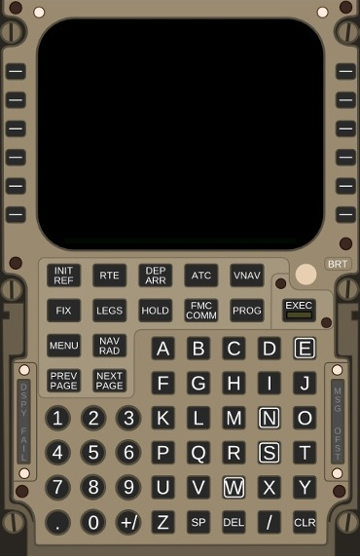 BRT
INIT REF
RTE
DEP ARR
ATC
VNAV
FIX
LEGS
HOLD
FMC COMM
PROG
EXEC
MENU
NAV RAD
A B C D E
PREV PAGE
NEXT PAGE
F G H I J
DSPY FAIL
MSG OFST
1 2 3 K L M N O
4 5 6 P Q R S T
7 8 9 U V W X Y
. 0 +/ Z SP DEL / CLR